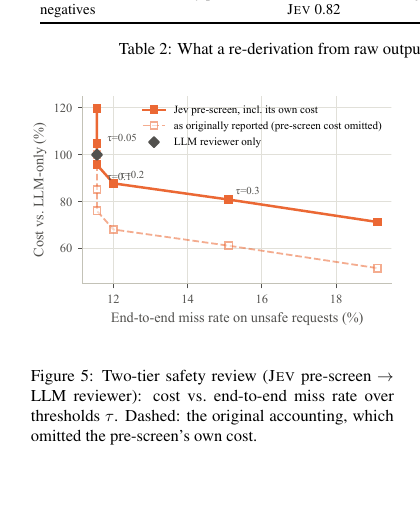 negatives JEV 0.82
Table 2: What a re-derivation from raw outpu
Jev pre-screen, incl. its own cost
as originally reported (pre-screen cost omitted)
LLM reviewer only
Cost vs. LLM-only (%)
120
100
80
60
τ=0.05
τ=0.2
τ=0.3
12 14 16 18
End-to-end miss rate on unsafe requests (%)
Figure 5: Two-tier safety review (JEV pre-screen →
LLM reviewer): cost vs. end-to-end miss rate over
thresholds τ. Dashed: the original accounting, which
omitted the pre-screen's own cost.